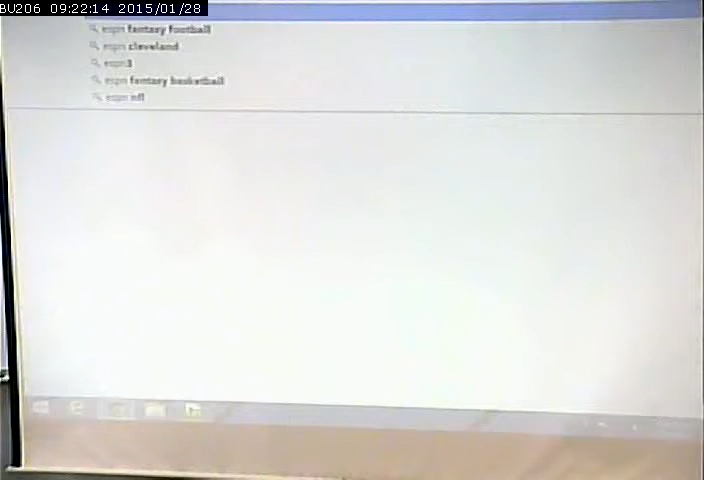 BU206 09:22:14 2015/01/28
espn fantasy football
espn cleveland
espn3
espn fantasy basketball
espn nfl